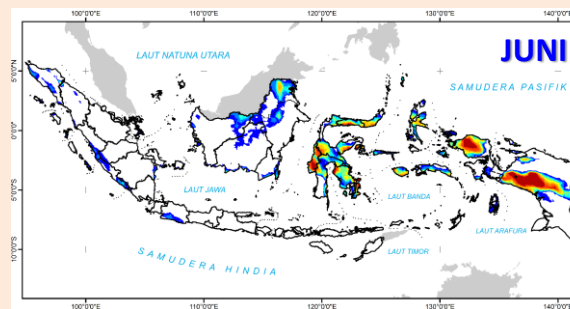 100°0'0"E 110°0'0"E 120°0'0"E 130°0'0"E 140°0'0"E
JUNI
LAUT NATUNA UTARA
5°0'0"N
SAMUDERA PASIFIK
0°0'0"
LAUT JAWA
5°0'0"S
LAUT BANDA
LAUT ARAFURA
10°0'0"S
SAMUDERA HINDIA
LAUT TIMOR
100°0'0"E 110°0'0"E 120°0'0"E 130°0'0"E 140°0'0"E